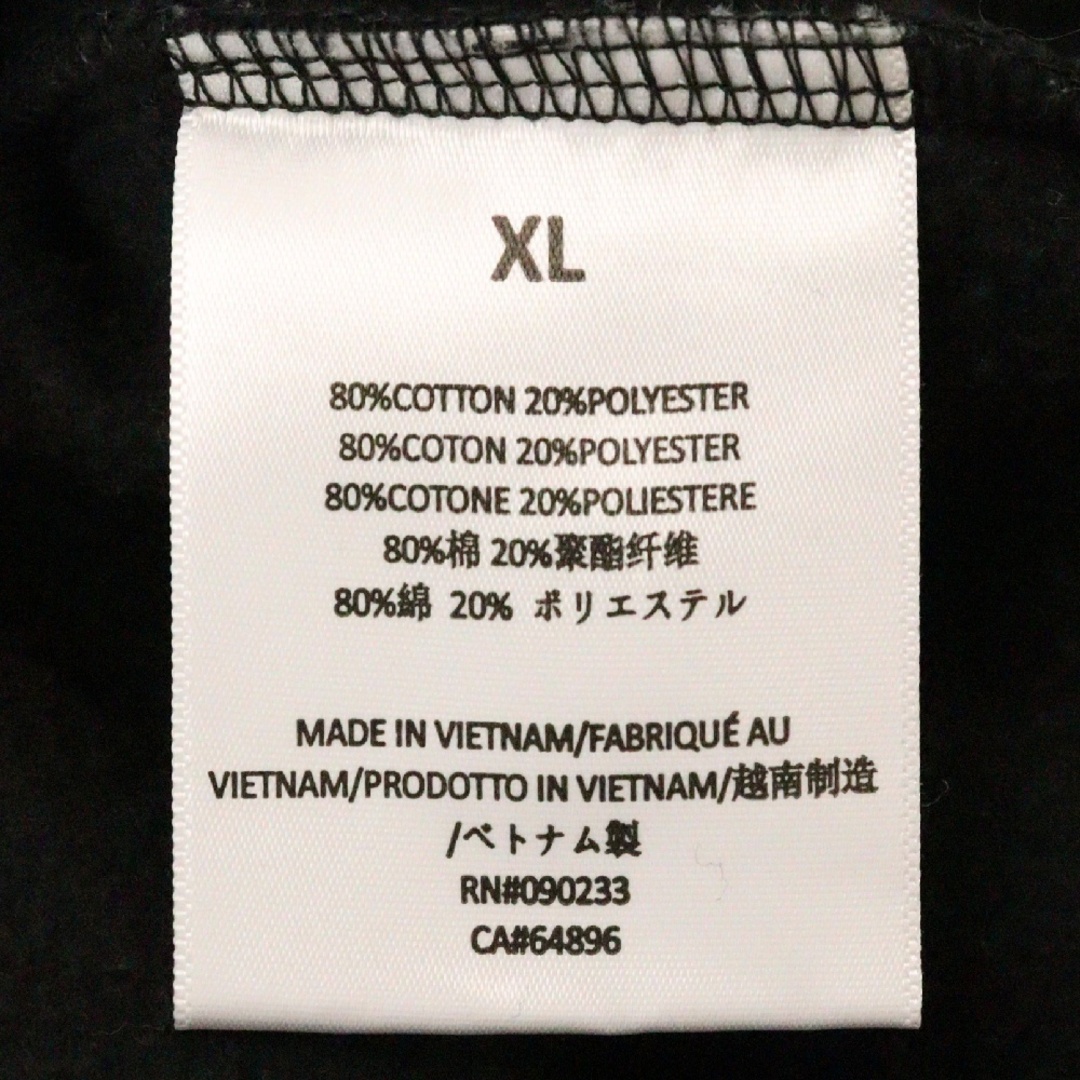 XL
80%COTTON 20%POLYESTER
80%COTON 20%POLYESTER
80%COTONE 20%POLIESTERE
80%棉 20%聚酯纤维
80%綿 20% ポリエステル
MADE IN VIETNAM/FABRIQUÉ AU
VIETNAM/PRODOTTO IN VIETNAM/越南制造
/ベトナム製
RN#090233
CA#64896